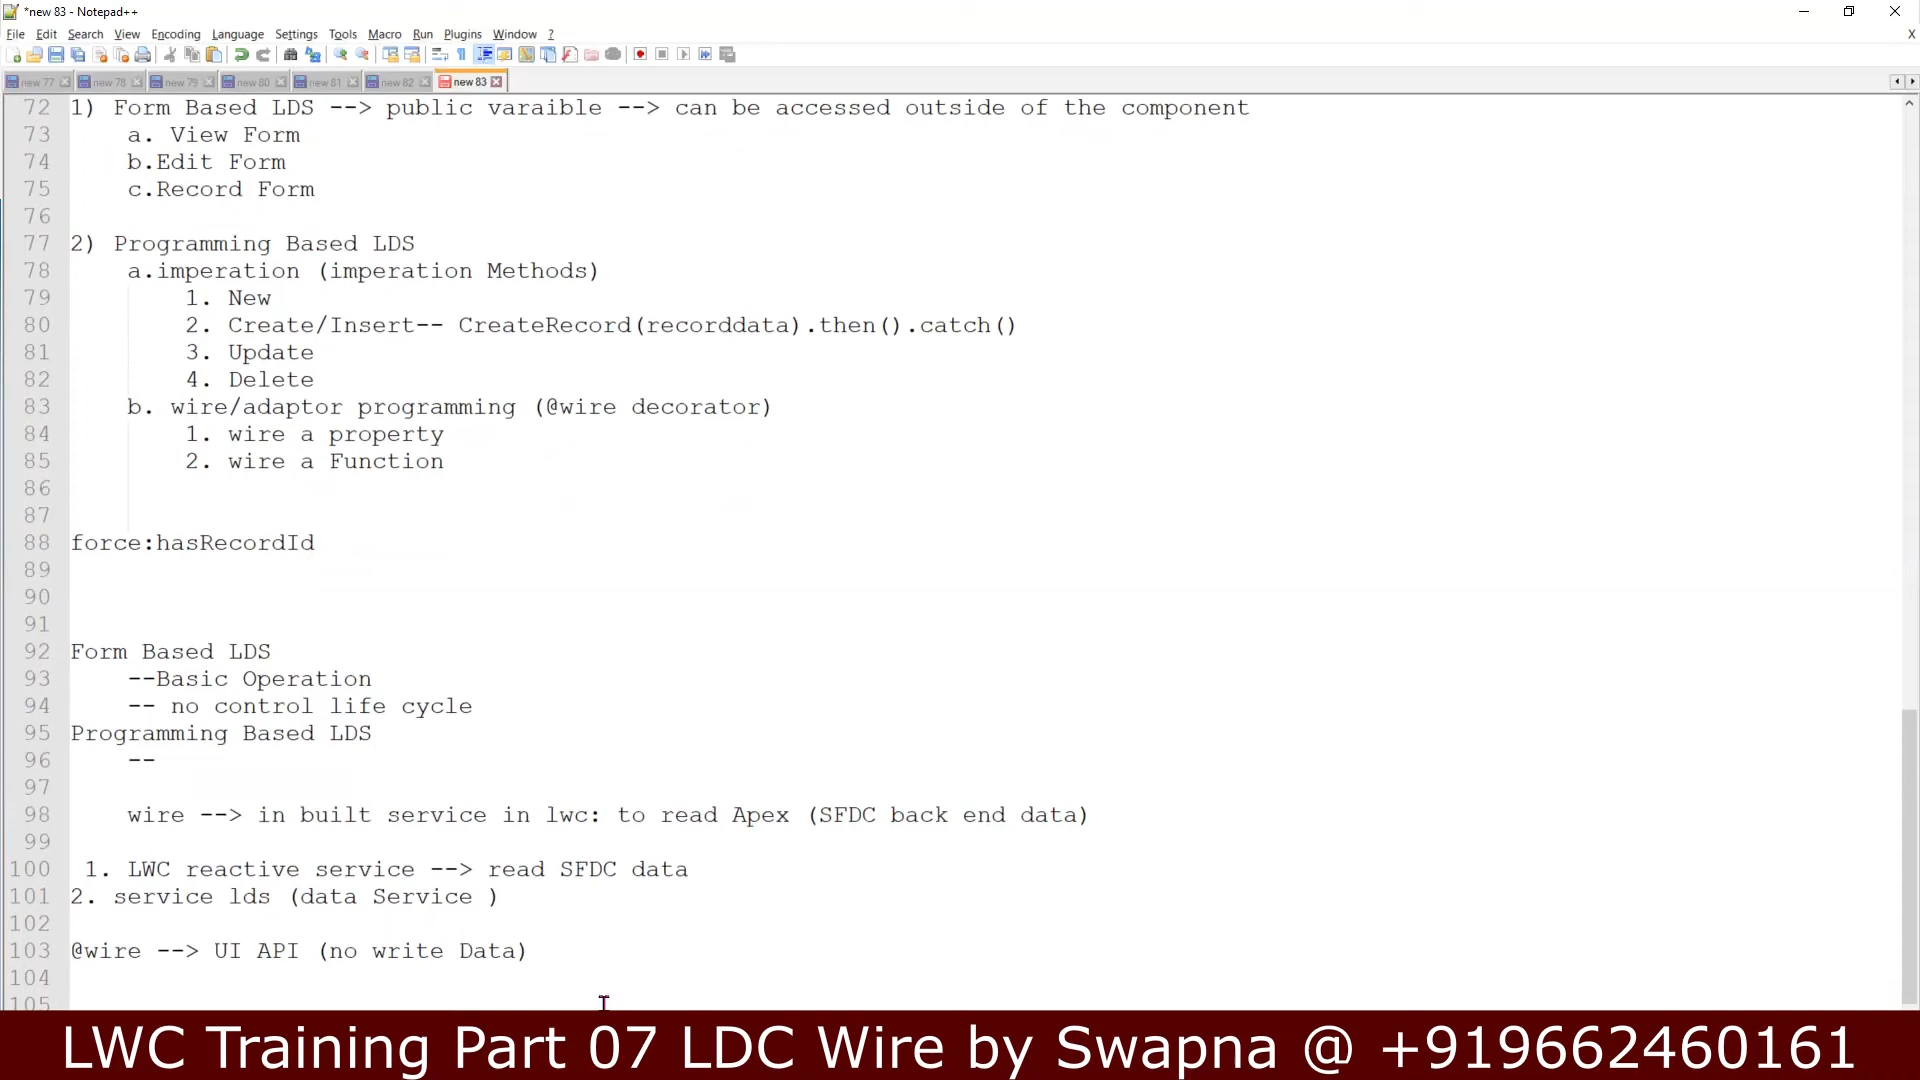 *new 83 - Notepad++
File Edit Search View Encoding Language Settings Tools Macro Run Plugins Window ? X
new 77 new 78 new 79 new 80 new 81 new 82 new 83
72 1) Form Based LDS --> public varaible --> can be accessed outside of the component
73 a. View Form
74 b.Edit Form
75 c.Record Form
76
77 2) Programming Based LDS
78 a.imperation (imperation Methods)
79 1. New
80 2. Create/Insert-- CreateRecord(recorddata).then().catch()
81 3. Update
82 4. Delete
83 b. wire/adaptor programming (@wire decorator)
84 1. wire a property
85 2. wire a Function
86
87
88 force:hasRecordId
89
90
91
92 Form Based LDS
93 --Basic Operation
94 -- no control life cycle
95 Programming Based LDS
96 --
97
98 wire --> in built service in lwc: to read Apex (SFDC back end data)
99
100 1. LWC reactive service --> read SFDC data
101 2. service lds (data Service )
102
103 @wire --> UI API (no write Data)
104
105
LWC Training Part 07 LDC Wire by Swapna @ +919662460161